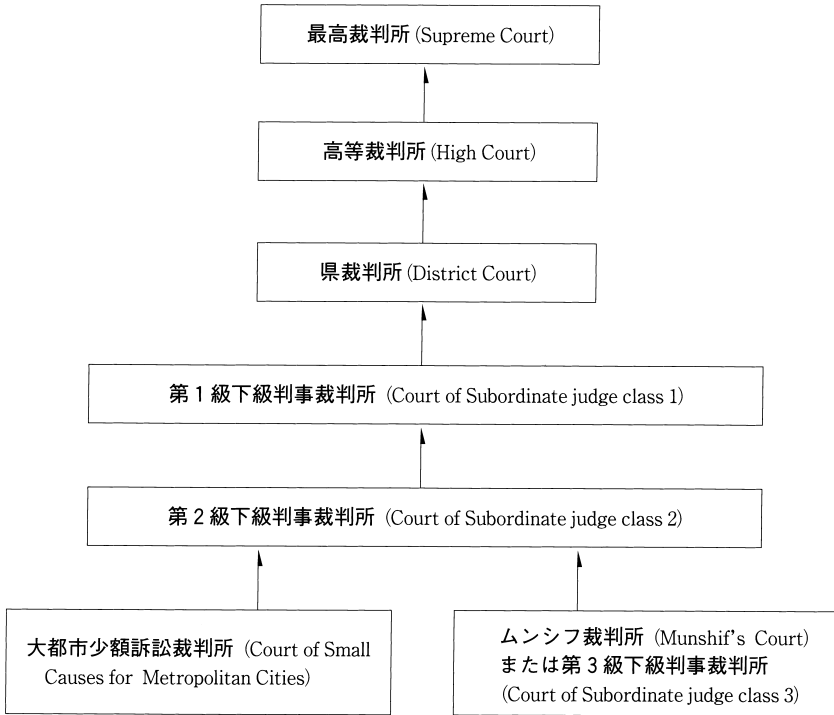 最高裁判所 (Supreme Court)
高等裁判所 (High Court)
県裁判所 (District Court)
第1級下級判事裁判所 (Court of Subordinate judge class 1)
第2級下級判事裁判所 (Court of Subordinate judge class 2)
大都市少額訴訟裁判所 (Court of Small
Causes for Metropolitan Cities)
ムンシフ裁判所 (Munshif's Court)
または第3級下級判事裁判所
(Court of Subordinate judge class 3)